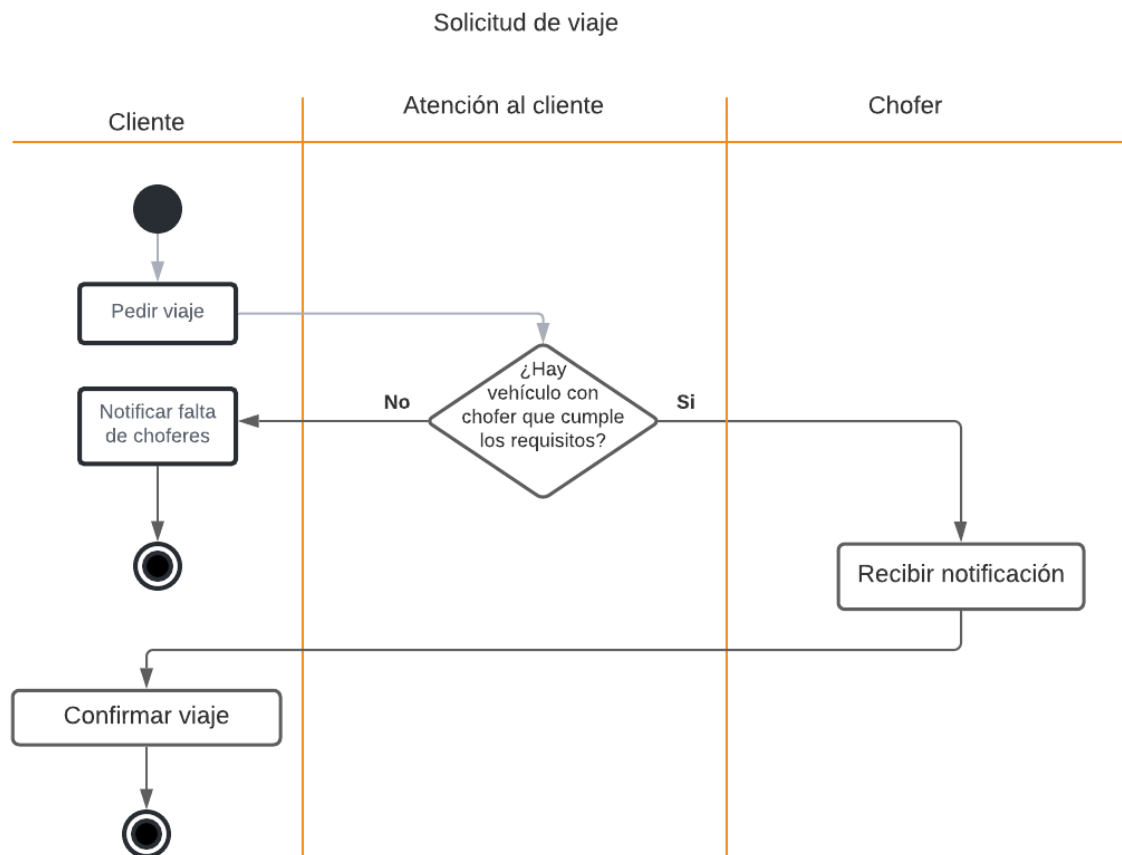 Solicitud de viaje
Cliente
Atención al cliente
Chofer
Pedir viaje
¿Hay
vehículo con
chofer que cumple
los requisitos?
No
Si
Notificar falta
de choferes
Recibir notificación
Confirmar viaje